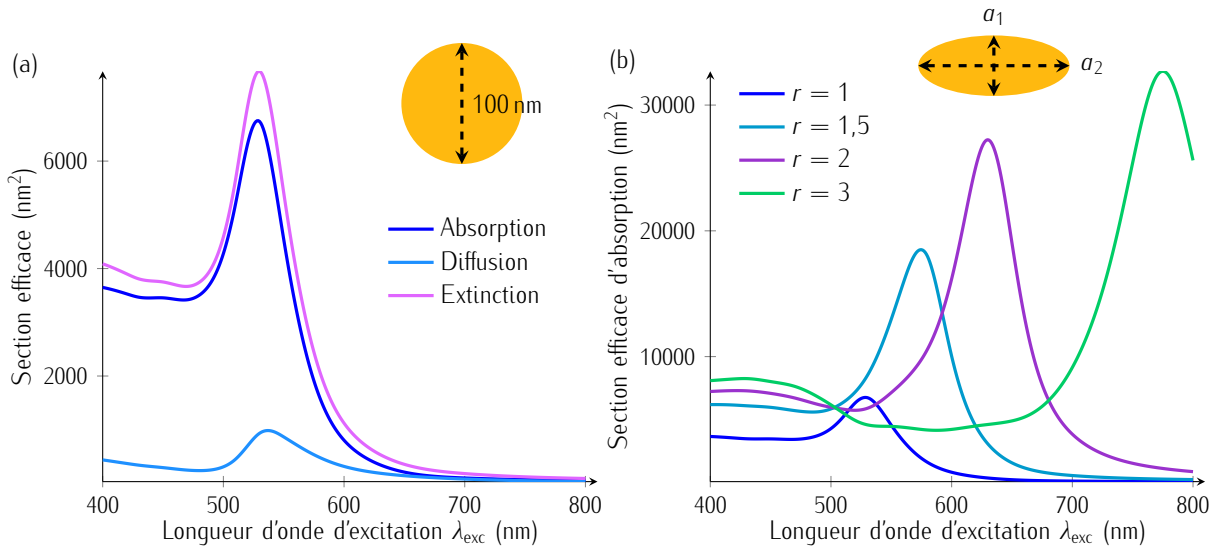 (a)
Section efficace (nm²)
6000
4000
2000
100 nm
Absorption
Diffusion
Extinction
400 500 600 700 800
Longueur d'onde d'excitation λexc (nm)
(b)
Section efficace d'absorption (nm²)
30000
20000
10000
a1
a2
r = 1
r = 1,5
r = 2
r = 3
400 500 600 700 800
Longueur d'onde d'excitation λexc (nm)